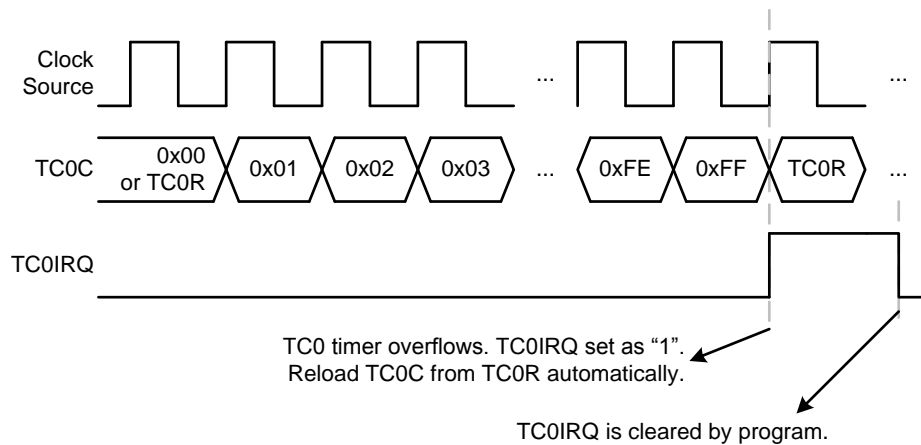 Clock
Source
...
...
TC0C
0x00
or TC0R
0x01
0x02
0x03
...
0xFE
0xFF
TC0R
...
TC0IRQ
TC0 timer overflows. TC0IRQ set as “1”.
Reload TC0C from TC0R automatically.
TC0IRQ is cleared by program.